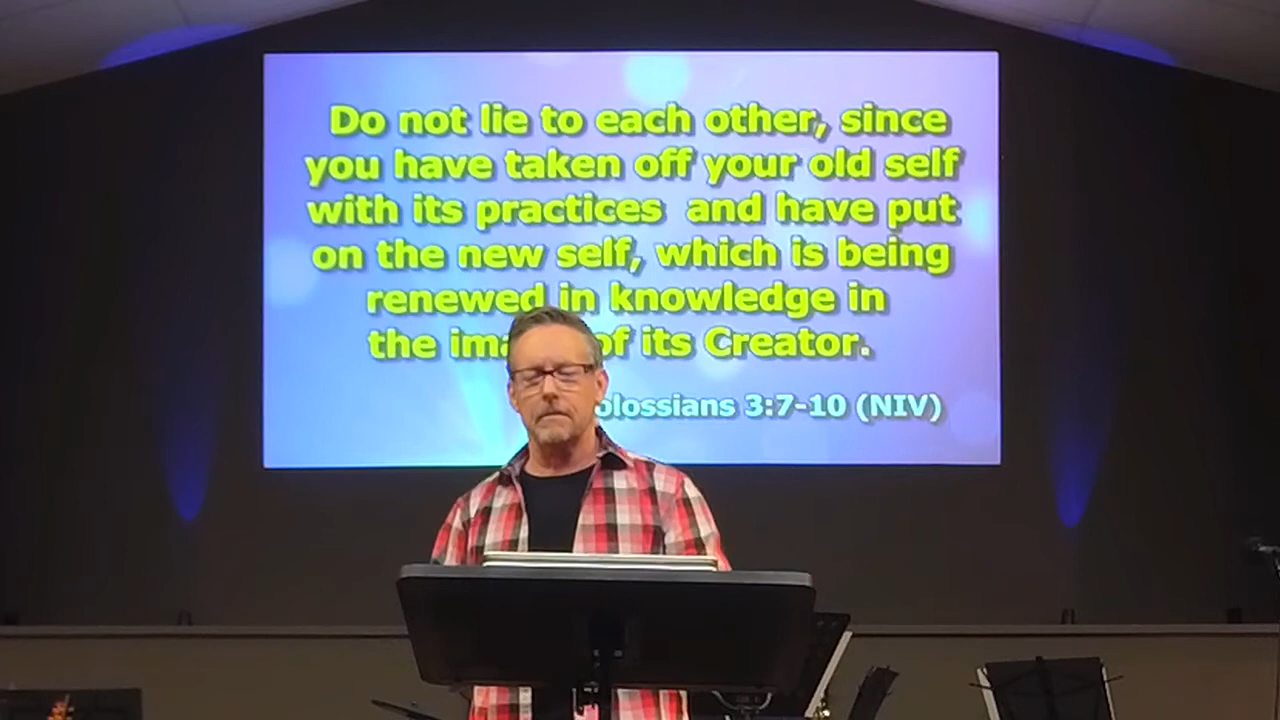 Do not lie to each other, since
you have taken off your old self
with its practices and have put
on the new self, which is being
renewed in knowledge in
the ima of its Creator.
olossians 3:7-10 (NIV)